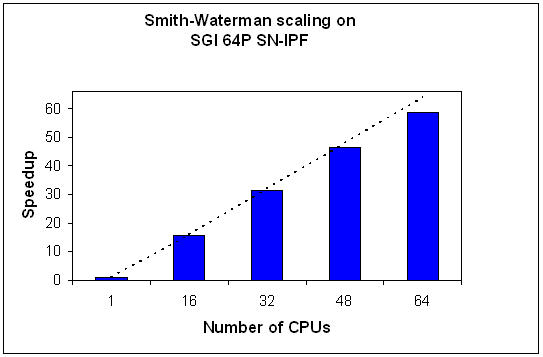 Smith-Waterman scaling on
SGI 64P SN-IPF
60
50
40
30
20
10
0
Speedup
1 16 32 48 64
Number of CPUs